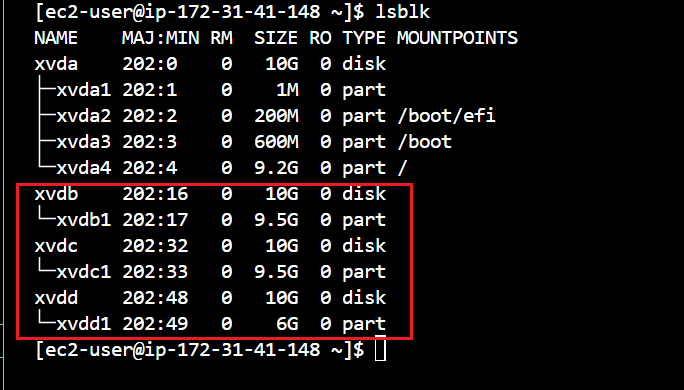 [ec2-user@ip-172-31-41-148 ~]$ lsblk
NAME    MAJ:MIN RM  SIZE RO TYPE MOUNTPOINTS
xvda    202:0    0   10G  0 disk
├─xvda1 202:1    0    1M  0 part
├─xvda2 202:2    0  200M  0 part /boot/efi
├─xvda3 202:3    0  600M  0 part /boot
└─xvda4 202:4    0  9.2G  0 part /
xvdb    202:16   0   10G  0 disk
└─xvdb1 202:17   0  9.5G  0 part
xvdc    202:32   0   10G  0 disk
└─xvdc1 202:33   0  9.5G  0 part
xvdd    202:48   0   10G  0 disk
└─xvdd1 202:49   0    6G  0 part
[ec2-user@ip-172-31-41-148 ~]$